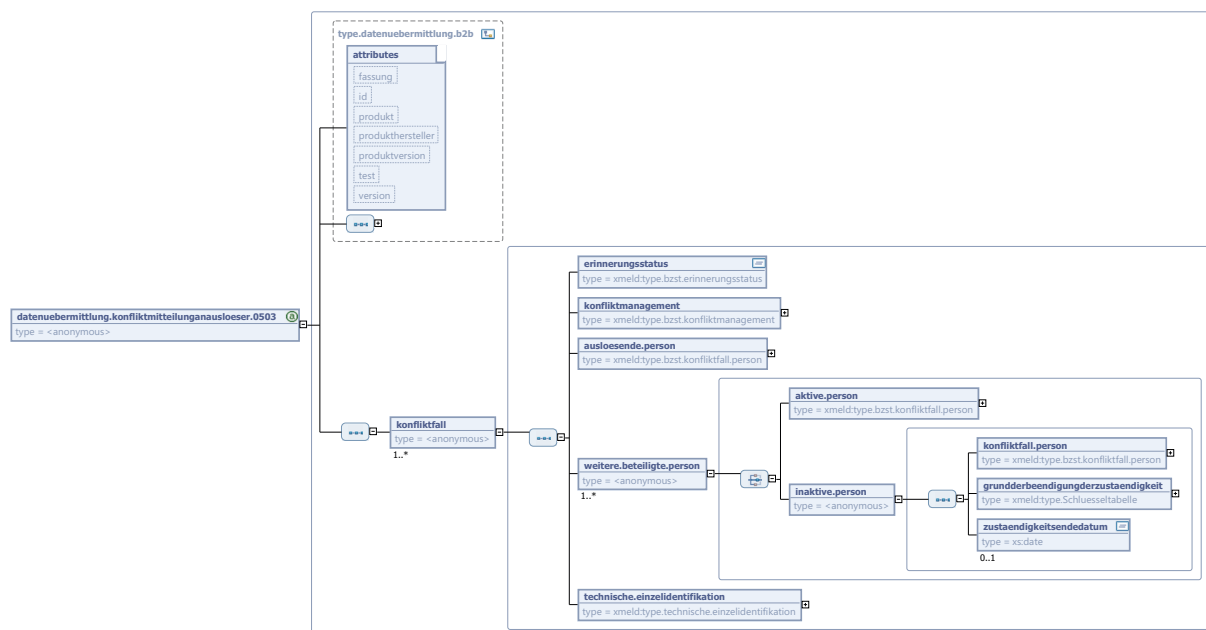 type.datenuebermittlung.b2b
attributes
fassung
id
produkt
produkthersteller
produktversion
test
version
datenuebermittlung.konfliktmitteilunganausloeser.0503
a
type = <anonymous>
konfliktfall
type = <anonymous>
1..*
erinnerungsstatus
type = xmeld:type.bzst.erinnerungsstatus
konfliktmanagement
type = xmeld:type.bzst.konfliktmanagement
ausloesende.person
type = xmeld:type.bzst.konfliktfall.person
weitere.beteiligte.person
type = <anonymous>
1..*
aktive.person
type = xmeld:type.bzst.konfliktfall.person
inaktive.person
type = <anonymous>
konfliktfall.person
type = xmeld:type.bzst.konfliktfall.person
grundderbeendigungderzustaendigkeit
type = xmeld:type.Schluesseltabelle
zustaendigkeitsendedatum
type = xs:date
0..1
technische.einzelidentifikation
type = xmeld:type.technische.einzelidentifikation